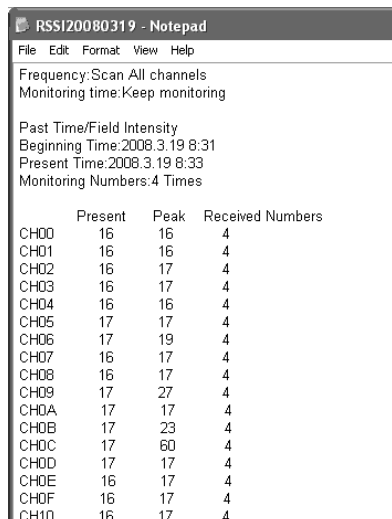 RSSI20080319 - Notepad
File Edit Format View Help
Frequency:Scan All channels
Monitoring time:Keep monitoring
Past Time/Field Intensity
Beginning Time:2008.3.19 8:31
Present Time:2008.3.19 8:33
Monitoring Numbers:4 Times
Present Peak Received Numbers
CH00 16 16 4
CH01 16 16 4
CH02 16 17 4
CH03 16 17 4
CH04 16 16 4
CH05 17 17 4
CH06 17 19 4
CH07 16 17 4
CH08 16 17 4
CH09 17 27 4
CH0A 17 17 4
CH0B 17 23 4
CH0C 17 60 4
CH0D 17 17 4
CH0E 16 17 4
CH0F 16 17 4
CH10 16 17 4